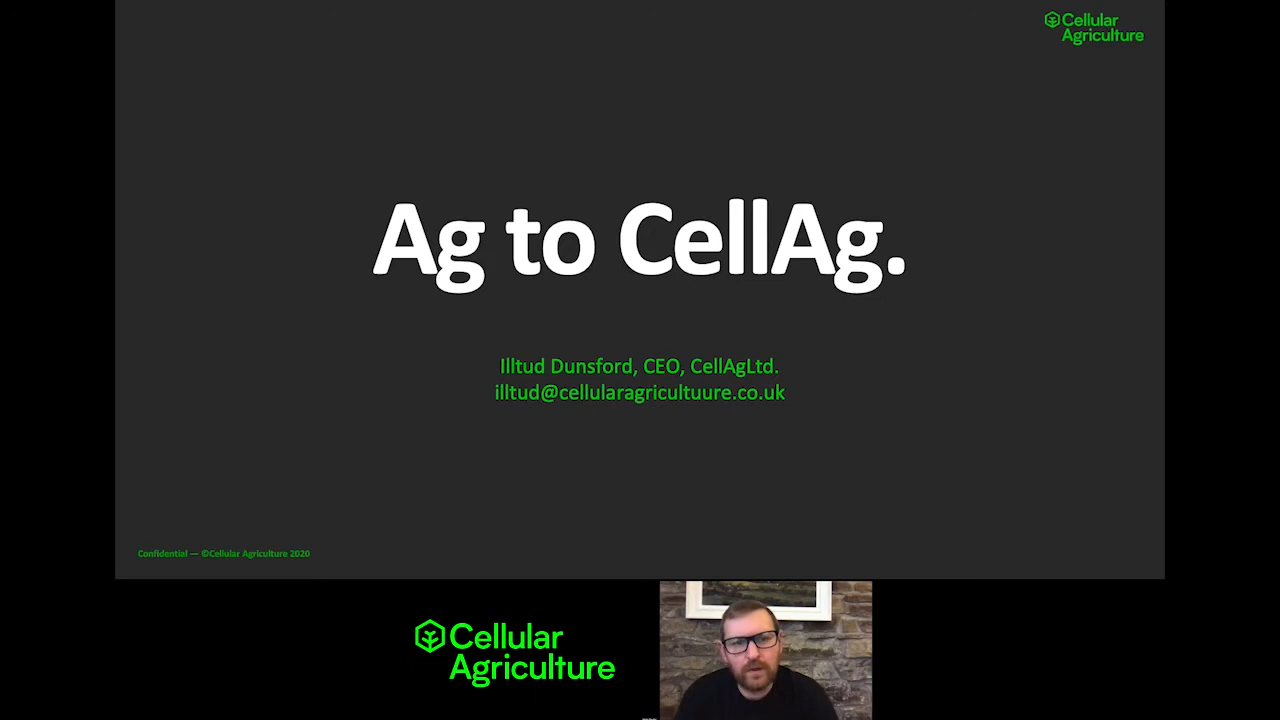 Cellular
Agriculture
Ag to CellAg.
Illtud Dunsford, CEO, CellAgLtd.
illtud@cellularagricultuure.co.uk
Confidential — ©Cellular Agriculture 2020
Cellular
Agriculture